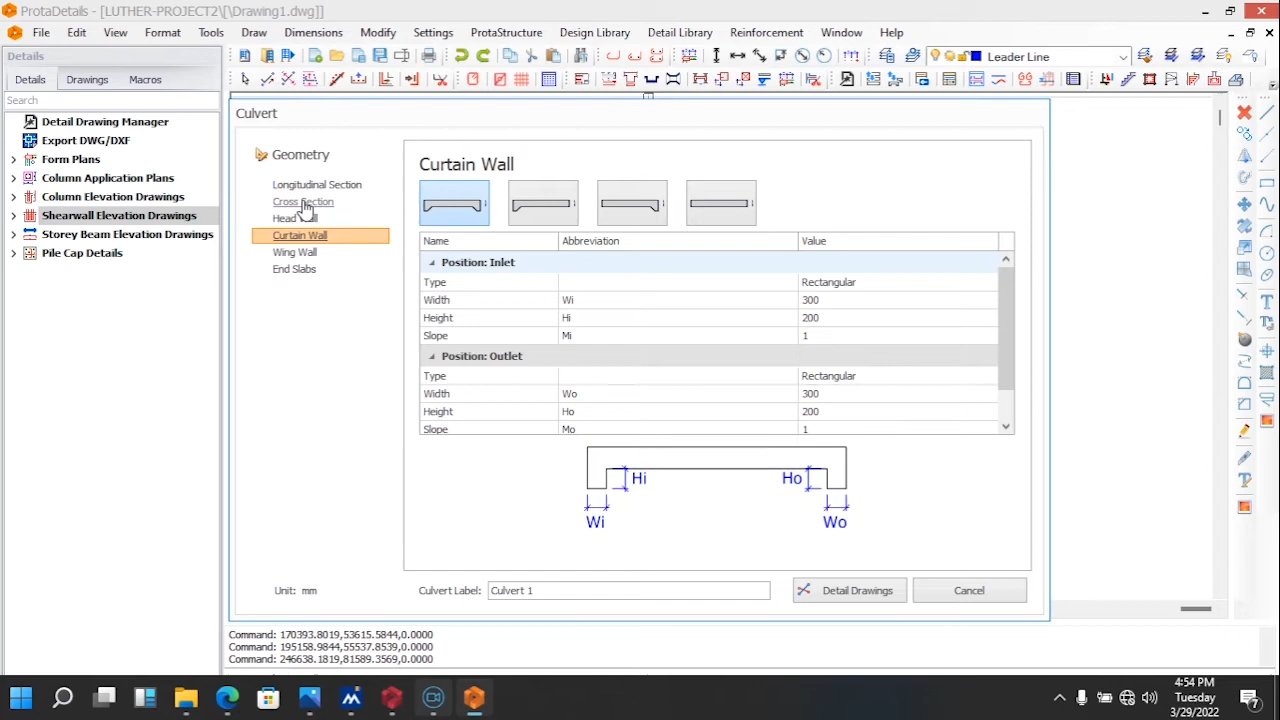 ProtaDetails - [LUTHER-PROJECT2\[\Drawing1.dwg]]
File Edit View Format Tools Draw Dimensions Modify Settings ProtaStructure Design Library Detail Library Reinforcement Window Help
Details
Leader Line
Details Drawings Macros
Search
Detail Drawing Manager
Export DWG/DXF
Form Plans
Column Application Plans
Column Elevation Drawings
Shearwall Elevation Drawings
Storey Beam Elevation Drawings
Pile Cap Details
Culvert
Geometry
Longitudinal Section
Cross Section
Head Wall
Curtain Wall
Wing Wall
End Slabs
Curtain Wall
Name Abbreviation Value
Position: Inlet
Type Rectangular
Width Wi 300
Height Hi 200
Slope Mi 1
Position: Outlet
Type Rectangular
Width Wo 300
Height Ho 200
Slope Mo 1
Hi Ho
Wi Wo
Unit: mm
Culvert Label: Culvert 1
Detail Drawings Cancel
Command: 170393.8019,53615.5844,0.0000
Command: 195158.9844,55537.8539,0.0000
Command: 246638.1819,81589.3569,0.0000
4:54 PM
Tuesday
3/29/2022
7